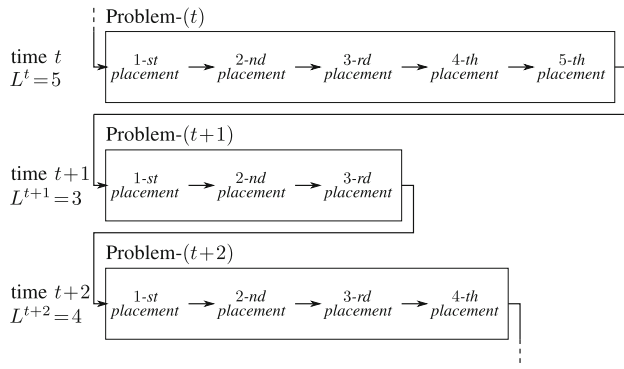 Problem-(t)
time t
L^t=5
1-st placement
2-nd placement
3-rd placement
4-th placement
5-th placement
Problem-(t+1)
time t+1
L^{t+1}=3
1-st placement
2-nd placement
3-rd placement
Problem-(t+2)
time t+2
L^{t+2}=4
1-st placement
2-nd placement
3-rd placement
4-th placement